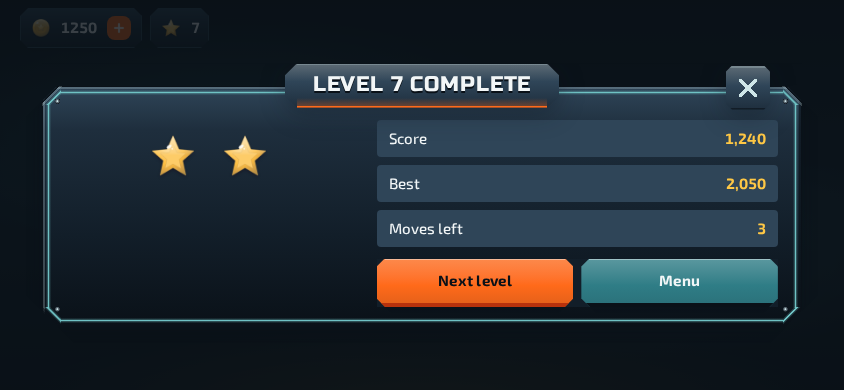 1250 + 7
LEVEL 7 COMPLETE
Score 1,240
Best 2,050
Moves left 3
Next level Menu